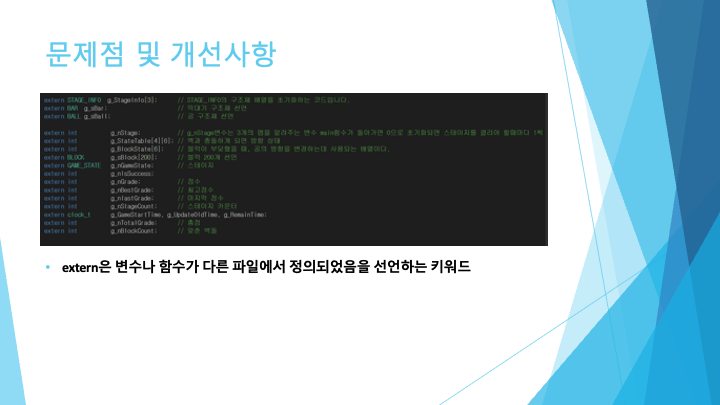 문제점 및 개선사항
extern STAGE_INFO g_StageInfo[3]; // STAGE_INFO의 구조체 배열을 초기화하는 코드입니다.
extern BAR g_sBar; // 막대기 구조체 선언
extern BALL g_sBall; // 공 구조체 선언
extern int g_nStage; // g_nStage변수는 3개의 맵을 알려주는 변수 main함수가 돌아가면 0으로 초기화되면 스테이지를 클리어 할때마다 1씩
extern int g_StateTable[4][6]; // 벽과 충돌하게 되면 방향 상태
extern int g_BlockState[6]; // 블럭이 부딪혔을 때, 공의 방향을 변경하는데 사용되는 배열이다.
extern BLOCK g_sBlock[200]; // 블럭 200개 선언
extern GAME_STATE g_nGameState; // 스테이지
extern int g_nIsSuccess;
extern int g_nGrade; // 점수
extern int g_nBestGrade; // 최고점수
extern int g_nlastGrade; // 마지막 점수
extern int g_nStageCount; // 스테이지 카운터
extern clock_t g_GameStartTime, g_UpdateOldTime, g_RemainTime;
extern int g_nTotalGrade; // 총점
extern int g_nBlockCount; // 맞춘 벽돌
• extern은 변수나 함수가 다른 파일에서 정의되었음을 선언하는 키워드